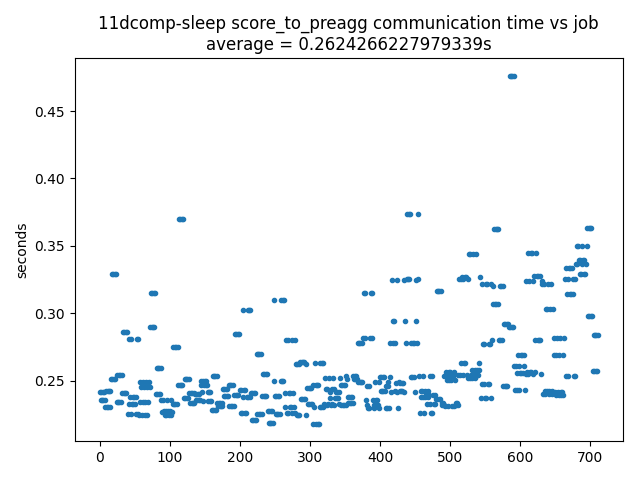 11dcomp-sleep score_to_preagg communication time vs job
average = 0.2624266227979339s
0.45
0.40
0.35
0.30
0.25
seconds
0 100 200 300 400 500 600 700